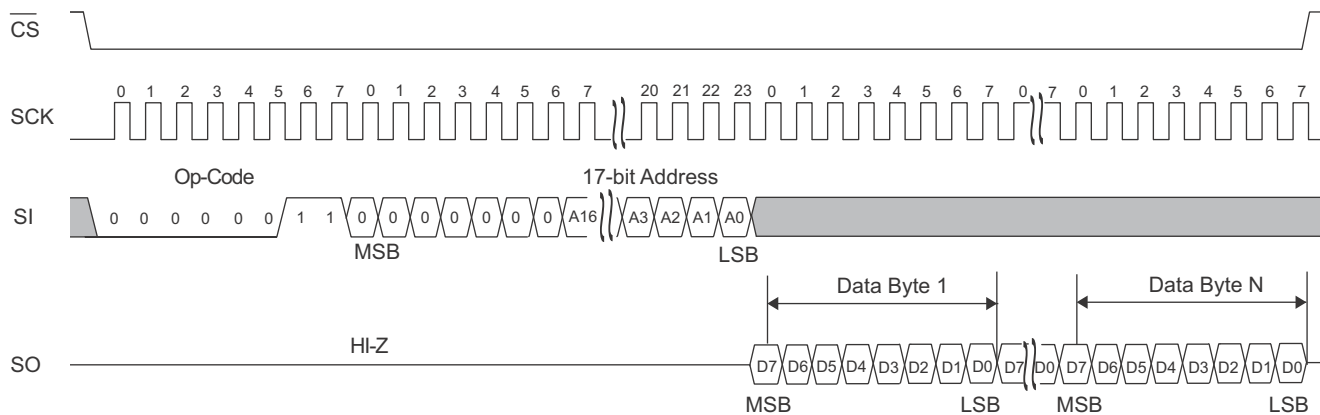 CS
0 1 2 3 4 5 6 7 0 1 2 3 4 5 6 7 20 21 22 23 0 1 2 3 4 5 6 7 0 7 0 1 2 3 4 5 6 7
SCK
Op-Code 17-bit Address
SI 0 0 0 0 0 0 1 1 0 0 0 0 0 0 0 A16 A3 A2 A1 A0
MSB LSB
Data Byte 1 Data Byte N
HI-Z
SO D7 D6 D5 D4 D3 D2 D1 D0 D7 D0 D7 D6 D5 D4 D3 D2 D1 D0
MSB LSB MSB LSB